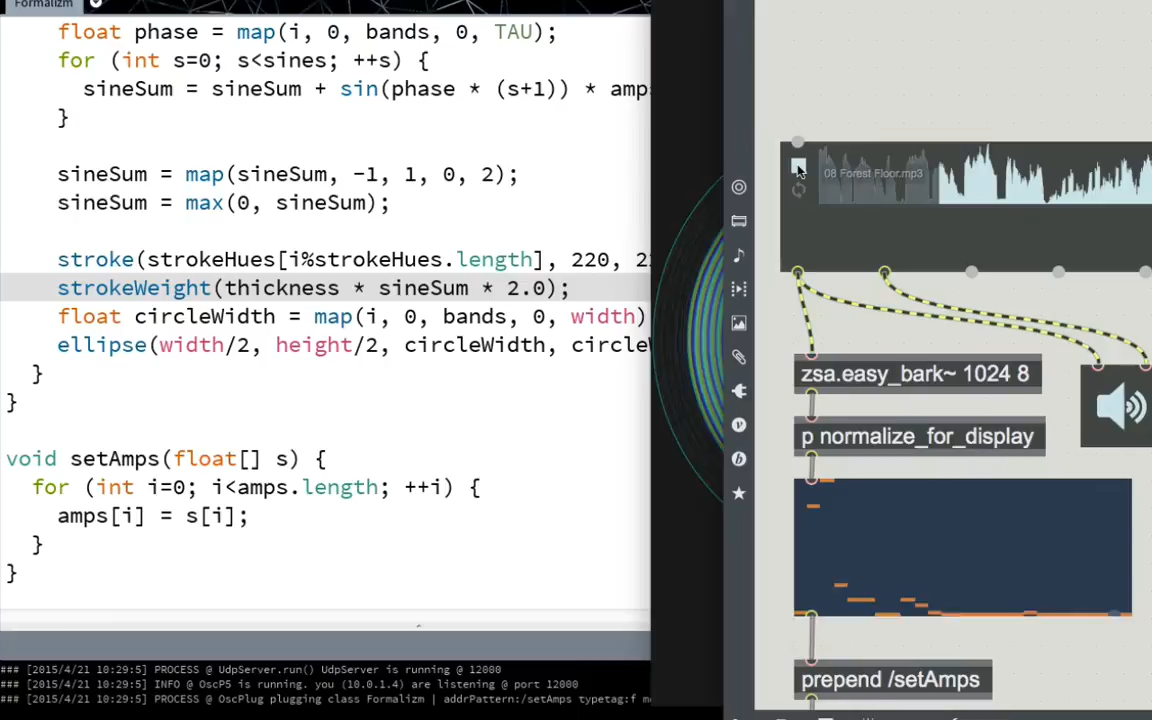 Formalizm
float phase = map(i, 0, bands, 0, TAU);
for (int s=0; s<sines; ++s) {
sineSum = sineSum + sin(phase * (s+1)) * amp
}
sineSum = map(sineSum, -1, 1, 0, 2);
sineSum = max(0, sineSum);
stroke(strokeHues[i%strokeHues.length], 220, 2
strokeWeight(thickness * sineSum * 2.0);
float circleWidth = map(i, 0, bands, 0, width)
ellipse(width/2, height/2, circleWidth, circle
}
}
void setAmps(float[] s) {
for (int i=0; i<amps.length; ++i) {
amps[i] = s[i];
}
}
### [2015/4/21 10:29:5] PROCESS @ UdpServer.run() UdpServer is running @ 12000
### [2015/4/21 10:29:5] INFO @ OscP5 is running. you (10.0.1.4) are listening @ port 12000
### [2015/4/21 10:29:5] PROCESS @ OscPlug plugging class Formalizm | addrPattern:/setAmps typetag:f m
08 Forest Floor.mp3
zsa.easy_bark~ 1024 8
p normalize_for_display
prepend /setAmps